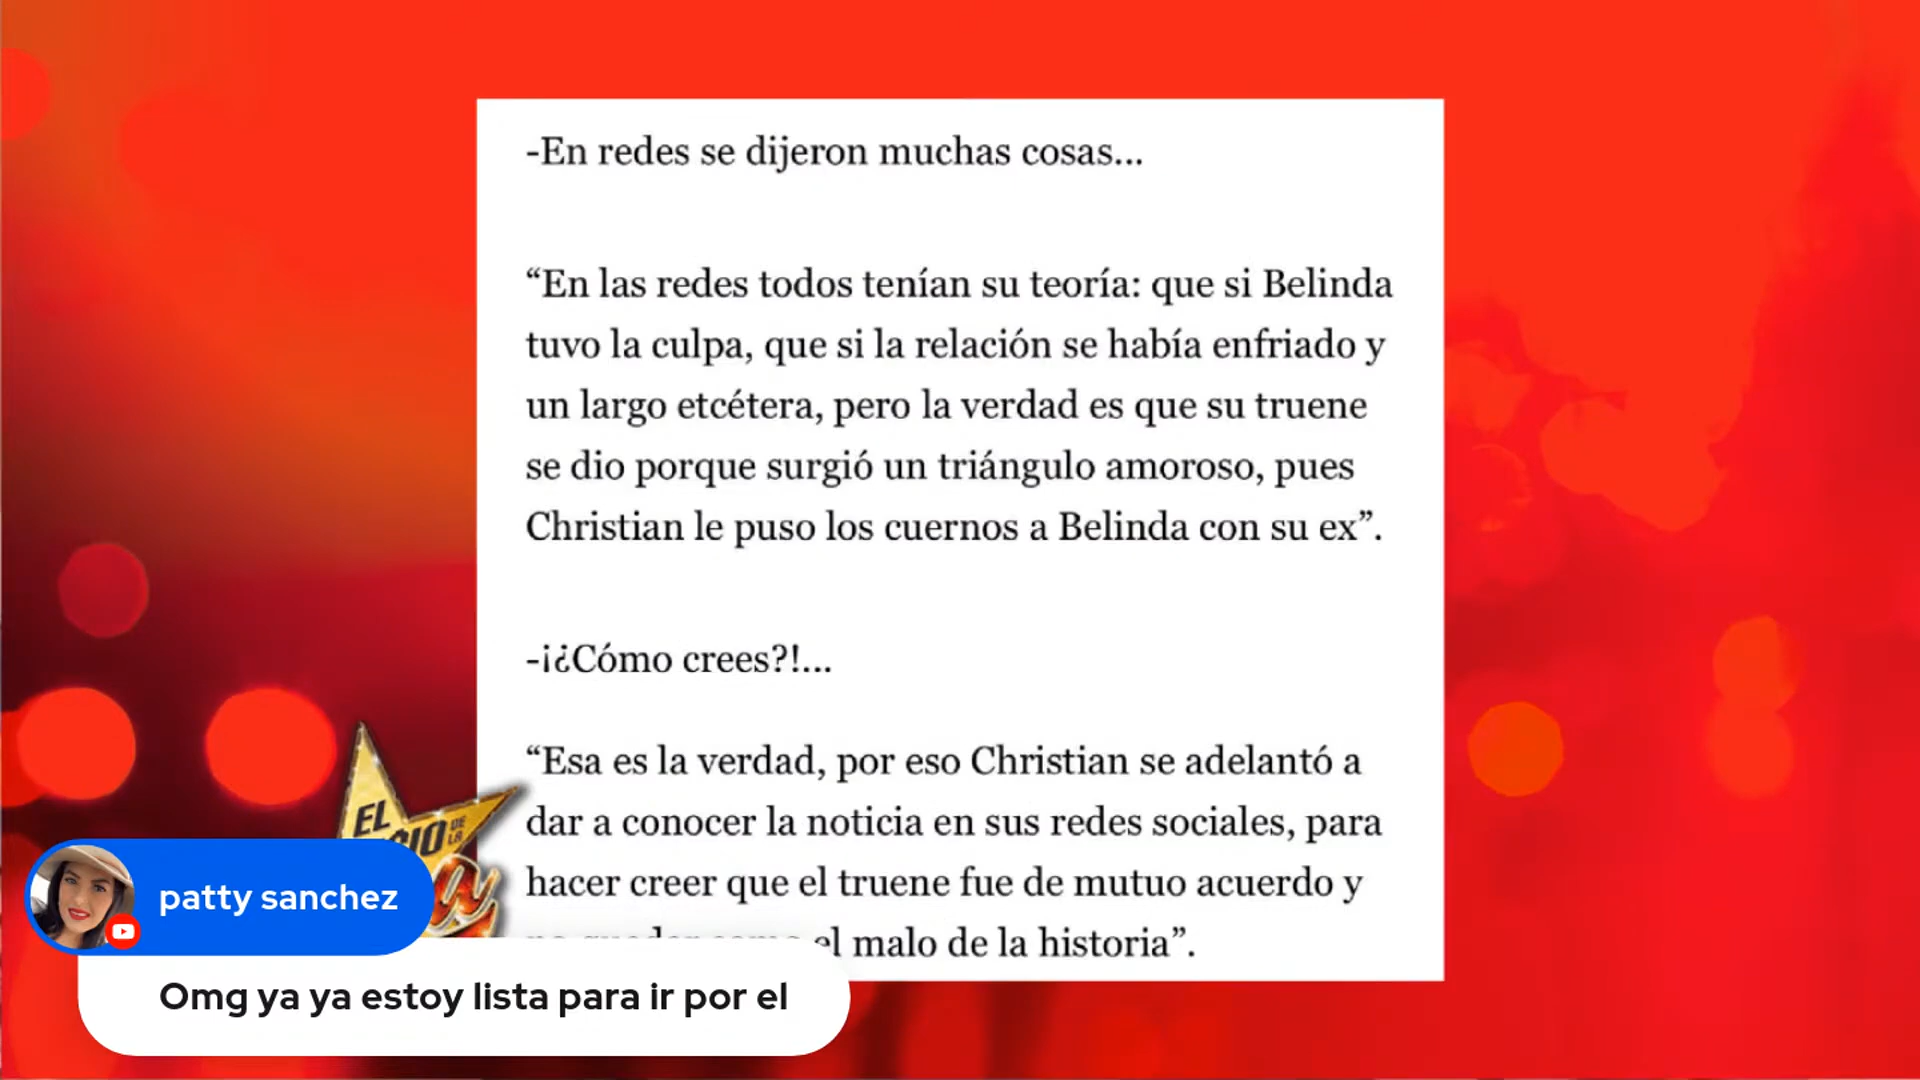 -En redes se dijeron muchas cosas...
“En las redes todos tenían su teoría: que si Belinda
tuvo la culpa, que si la relación se había enfriado y
un largo etcétera, pero la verdad es que su truene
se dio porque surgió un triángulo amoroso, pues
Christian le puso los cuernos a Belinda con su ex”.
-¡¿Cómo crees?!...
“Esa es la verdad, por eso Christian se adelantó a
dar a conocer la noticia en sus redes sociales, para
hacer creer que el truene fue de mutuo acuerdo y
el malo de la historia”.
EL
DE
LA
patty sanchez
Omg ya ya estoy lista para ir por el